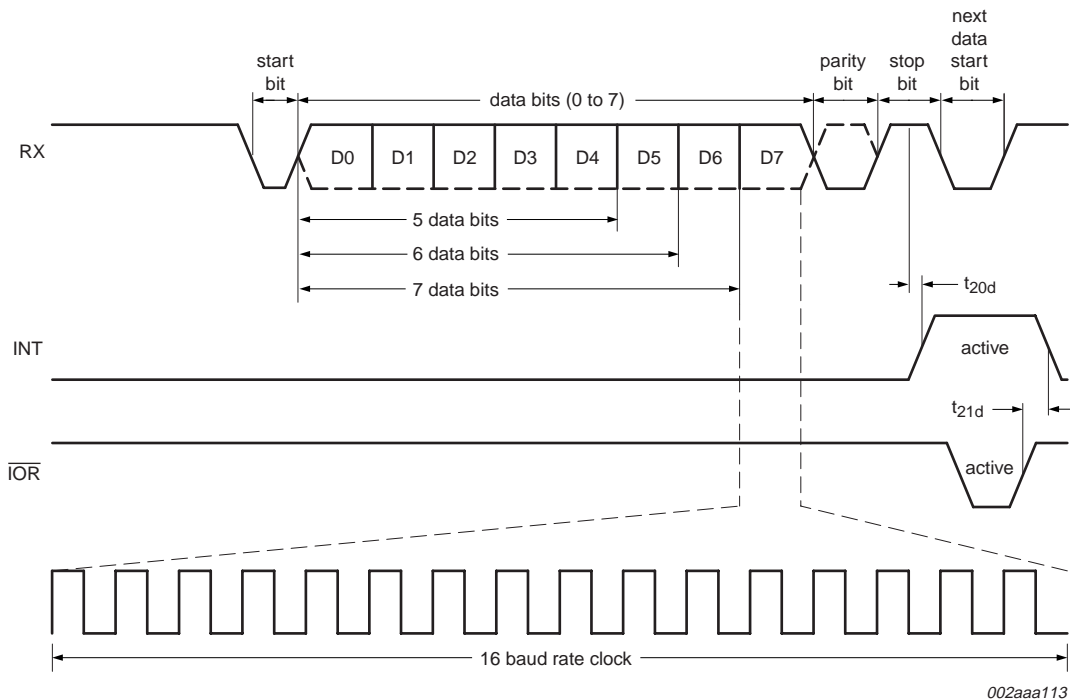 start
bit
data bits (0 to 7)
parity
bit
stop
bit
next
data
start
bit
RX
D0 D1 D2 D3 D4 D5 D6 D7
5 data bits
6 data bits
7 data bits
t20d
INT
active
t21d
IOR
active
16 baud rate clock
002aaa113